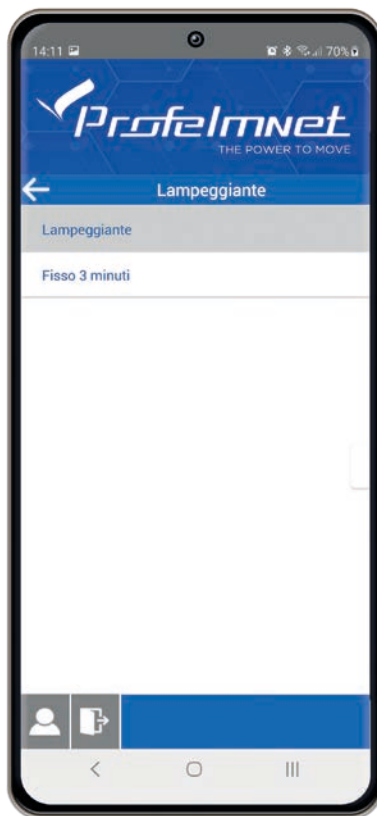 14:11
70%
Profelmnet
THE POWER TO MOVE
Lampeggiante
Lampeggiante
Fisso 3 minuti